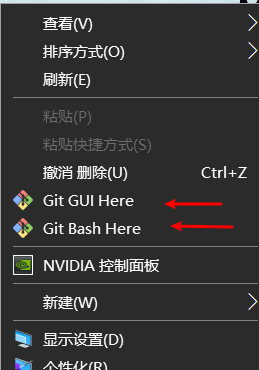 查看(V)
排序方式(O)
刷新(E)
粘贴(P)
粘贴快捷方式(S)
撤消 删除(U) Ctrl+Z
Git GUI Here
Git Bash Here
NVIDIA 控制面板
新建(W)
显示设置(D)
个性化(R)